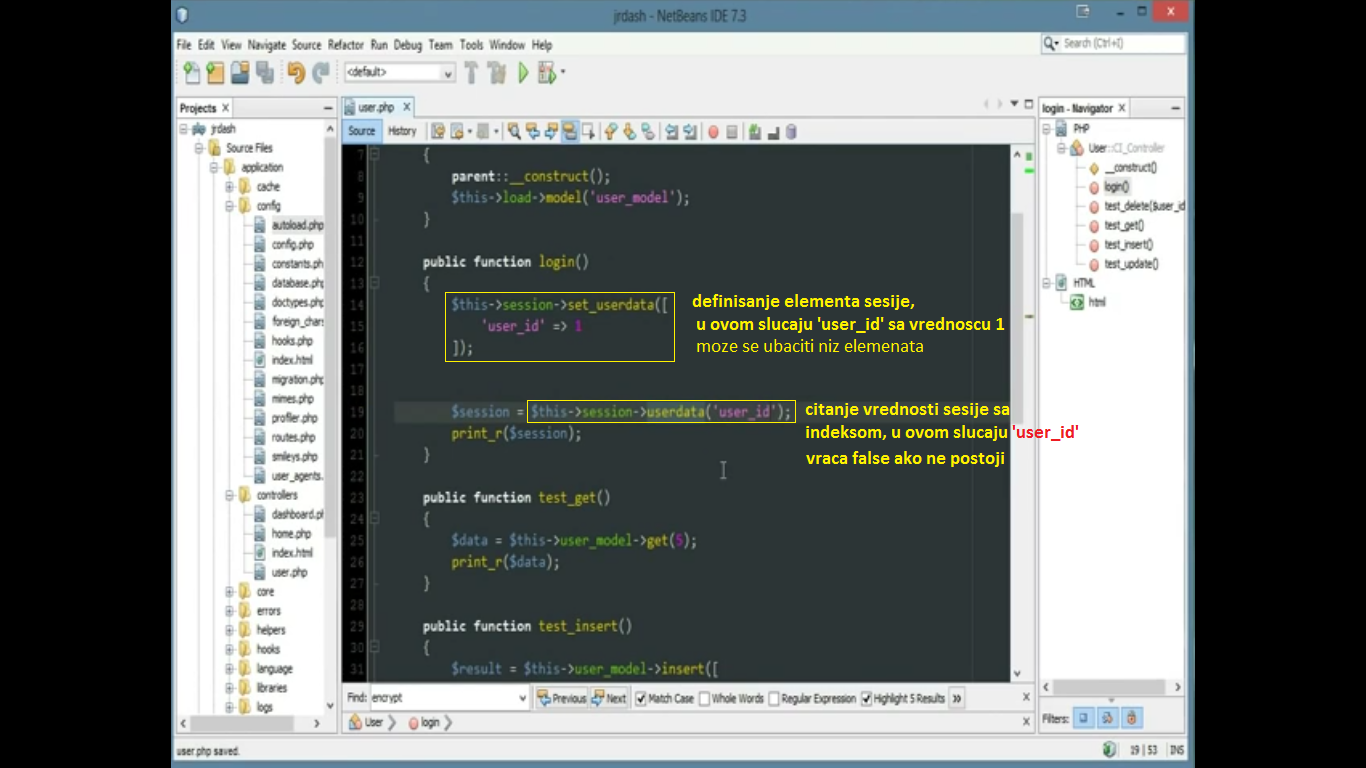 jrdash - NetBeans IDE 7.3
File Edit View Navigate Source Refactor Run Debug Team Tools Window Help
Search (Ctrl+I)
<default>
Projects
jrdash
Source Files
application
cache
config
autoload.php
config.php
constants.ph
database.php
doctypes.php
foreign_chars
hooks.php
index.html
migration.php
mimes.php
profiler.php
routes.php
smileys.php
user_agents.
controllers
dashboard.pl
home.php
index.html
user.php
core
errors
helpers
hooks
language
libraries
logs
user.php
Source History
7 {
8 parent::__construct();
9 $this->load->model('user_model');
10 }
11
12 public function login()
13 {
14 $this->session->set_userdata([
15 'user_id' => 1
16 ]);
17
18
19 $session = $this->session->userdata('user_id');
20 print_r($session);
21 }
22
23 public function test_get()
24 {
25 $data = $this->user_model->get(5);
26 print_r($data);
27 }
28
29 public function test_insert()
30 {
31 $result = $this->user_model->insert([
definisanje elementa sesije,
u ovom slucaju 'user_id' sa vrednoscu 1
moze se ubaciti niz elemenata
citanje vrednosti sesije sa
indeksom, u ovom slucaju 'user_id'
vraca false ako ne postoji
Find: encrypt Previous Next Match Case Whole Words Regular Expression Highlight 5 Results
User login
login - Navigator
PHP
User::CI_Controller
__construct()
login()
test_delete($user_id
test_get()
test_insert()
test_update()
HTML
html
Filters:
user.php saved.
19 | 53 INS